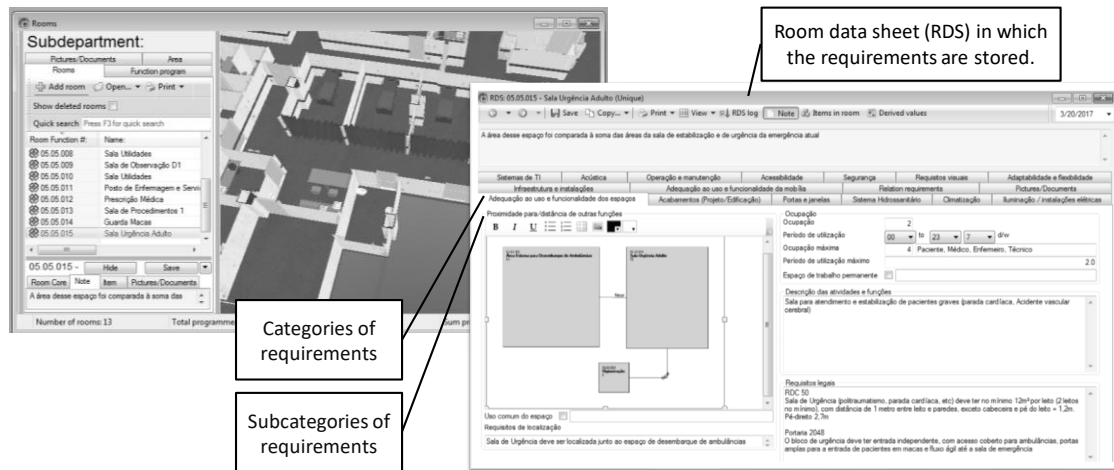 Rooms
Subdepartment:
Pictures/Documents Area
Rooms Function program
Add room Open... Print
Show deleted rooms
Quick search Press F3 for quick search
Room Function #: Name:
05.05.008 Sala Utilidades
05.05.009 Sala de Observação D1
05.05.010 Sala Utilidades
05.05.011 Posto de Enfermagem e Servi
05.05.012 Prescrição Médica
05.05.013 Sala de Procedimentos 1
05.05.014 Guarda Macas
05.05.015 Sala Urgência Adulto
05.05.015 - Hide Save
Room Core Note Item Pictures/Documents
A área desse espaço foi comparada à soma das
Number of rooms: 13 Total programme
Sum pr
Room data sheet (RDS) in which
the requirements are stored.
Categories of
requirements
Subcategories of
requirements
RDS: 05.05.015 - Sala Urgência Adulto (Unique)
Save Copy... Print View RDS log Note Items in room Derived values 3/20/2017
A área desse espaço foi comparada à soma das áreas da sala de estabilização e de urgência da emergência atual
Sistemas de TI Acústica Operação e manutenção Acessibilidade Segurança Requistos visuais Adaptabilidade e flexibilidade
Infraestrutura e instalações Adequação ao uso e funcionalidade da mobília Relation requirements Pictures/Documents
Adequação ao uso e funcionalidade dos espaços Acabamentos (Projeto/Edificação) Portas e janelas Sistema Hidrossanitário Climatização Iluminação / instalações elétricas
Proximidade para/distância de outras funções
B I U
Área Externa para Desembarque de Ambulâncias
Sala Urgência Adulto
Near
Uso comum do espaço
Requisitos de localização
Sala de Urgência deve ser localizada junto ao espaço de desembarque de ambulâncias
Ocupação
Ocupação 2
Período de utilização 00 to 23 7 d/w
Ocupação máxima 4 Paciente, Médico, Enfermeiro, Técnico
Período de utilização máximo 2.0
Espaço de trabalho permanente
Descrição das atividades e funções
Sala para atendimento e estabilização de pacientes graves (parada cardíaca, Acidente vascular
cerebral)
Requisitos legais
RDC 50
Sala de Urgência (politraumatismo, parada cardíaca, etc) deve ter no mínimo 12m² por leito (2 leitos
no mínimo), com distância de 1 metro entre leito e paredes, exceto cabeceira e pé do leito = 1,2m.
Pé-direito 2,7m
Portaria 2048
O bloco de urgência deve ter entrada independente, com acesso coberto para ambulâncias, portas
amplas para a entrada de pacientes em macas e fluxo ágil até a sala de emergência